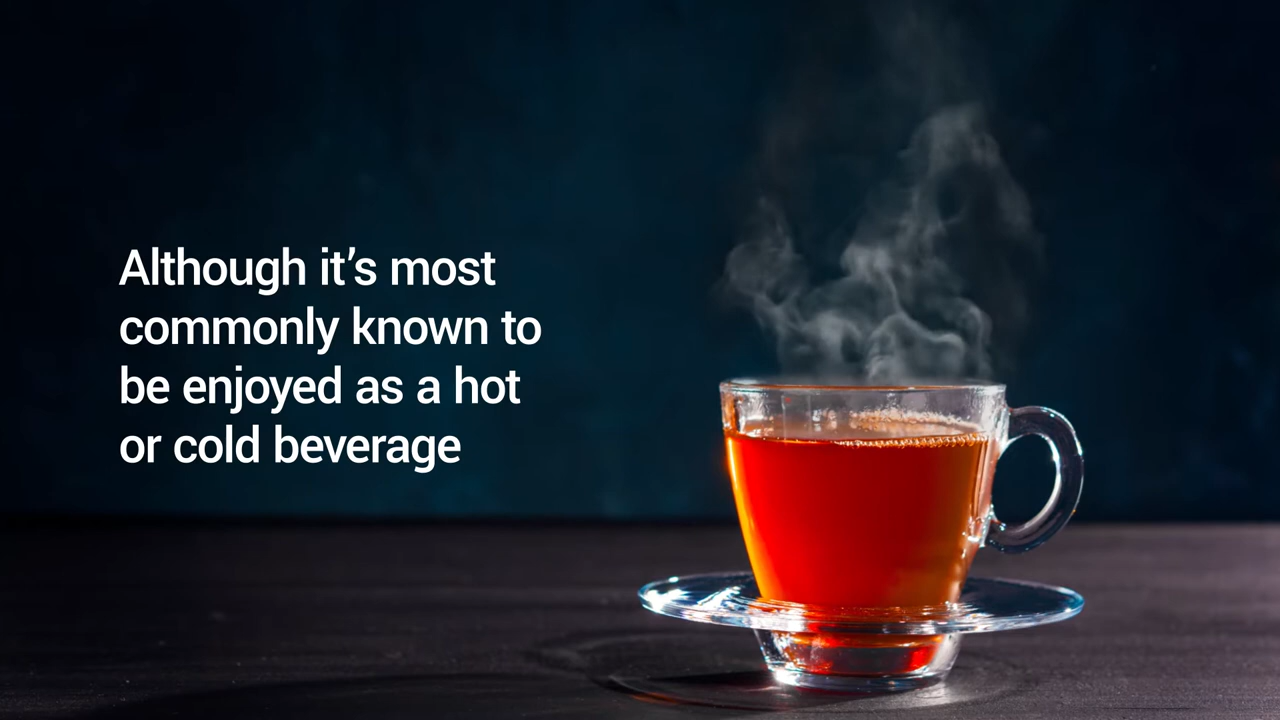 Although it’s most
commonly known to
be enjoyed as a hot
or cold beverage